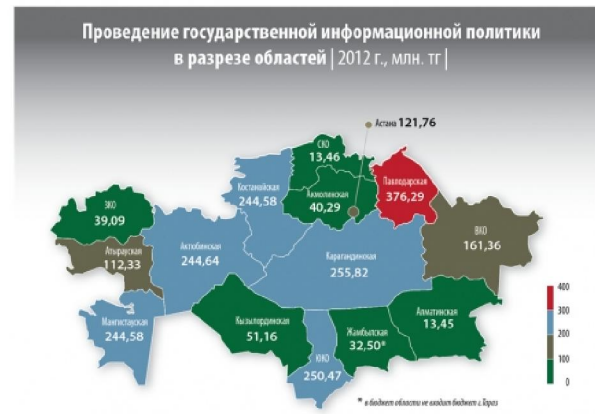 Проведение государственной информационной политики
в разрезе областей | 2012 г., млн. тг |
Астана 121,76
СКО
13,46
Павлодарская
376,29
Костанайская
244,58
Акмолинская
40,29
ЗКО
39,09
ВКО
161,36
Атырауская
112,33
Актюбинская
244,64
Карагандинская
255,82
Мангистауская
244,58
Кызылординская
51,16
Алматинская
13,45
Жамбылская
32,50*
ЮКО
250,47
400
300
200
100
0
* в бюджет области не входит бюджет г. Тараз